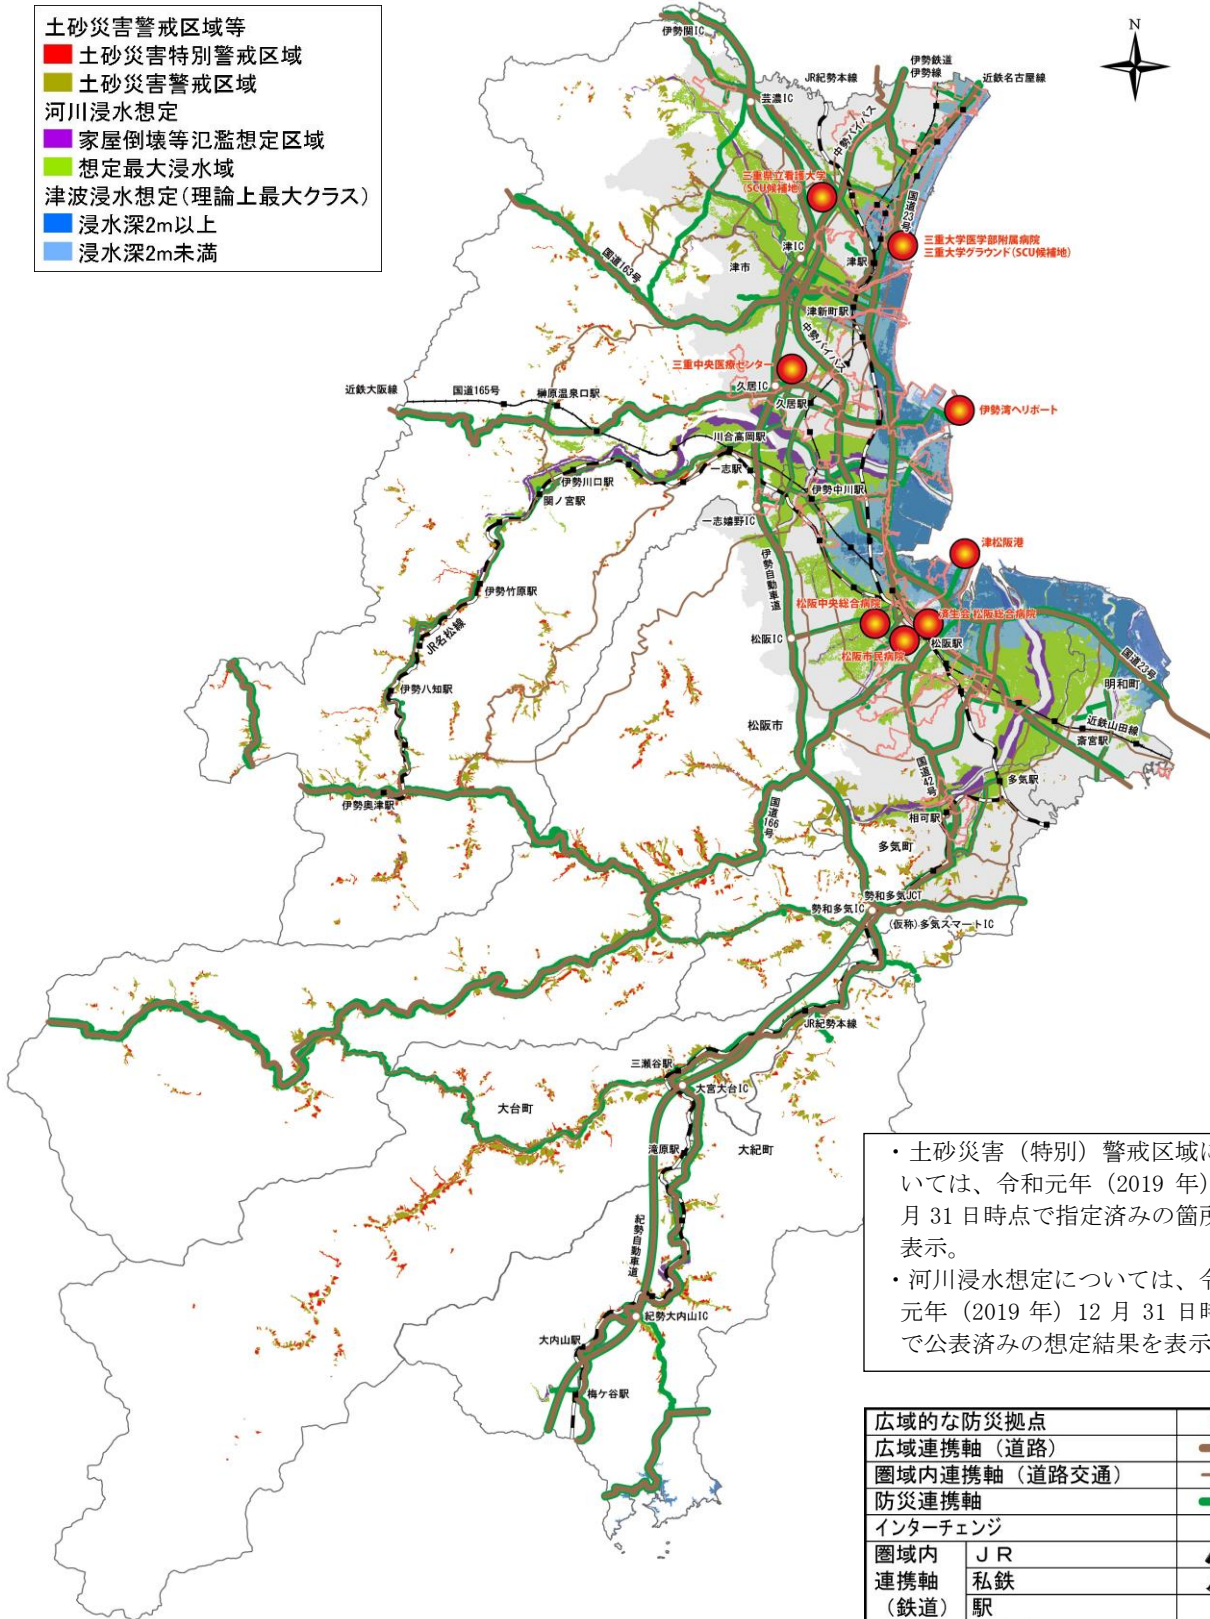 土砂災害警戒区域等
土砂災害特別警戒区域
土砂災害警戒区域
河川浸水想定
家屋倒壊等氾濫想定区域
想定最大浸水域
津波浸水想定(理論上最大クラス)
浸水深2m以上
浸水深2m未満
N
伊勢関IC
伊勢鉄道
伊勢線
JR紀勢本線
近鉄名古屋線
芸濃IC
中勢バイパス
三重県立看護大学
(SCU候補地)
国道23号
三重大学医学部附属病院
三重大学グラウンド(SCU候補地)
津IC
津駅
津市
国道163号
津新町駅
中勢バイパス
三重中央医療センター
久居IC
近鉄大阪線
国道165号
榊原温泉口駅
久居駅
伊勢湾ヘリポート
川合高岡駅
一志駅
伊勢川口駅
関ノ宮駅
伊勢中川駅
一志嬉野IC
伊勢自動車道
津松阪港
伊勢竹原駅
松阪中央総合病院
済生会 松阪総合病院
JR名松線
松阪IC
松阪駅
松阪市民病院
国道23号
伊勢八知駅
明和町
松阪市
近鉄山田線
斎宮駅
国道42号
多気駅
伊勢奥津駅
国道166号
相可駅
多気町
勢和多気JCT
勢和多気IC
(仮称)多気スマートIC
JR紀勢本線
三瀬谷駅
大宮大台IC
大台町
滝原駅
大紀町
紀勢自動車道
紀勢大内山IC
大内山駅
梅ケ谷駅
・土砂災害（特別）警戒区域に
いては、令和元年（2019 年）
月 31 日時点で指定済みの箇所
表示。
・河川浸水想定については、令
元年（2019 年）12 月 31 日時
で公表済みの想定結果を表示
広域的な防災拠点
広域連携軸（道路）
圏域内連携軸（道路交通）
防災連携軸
インターチェンジ
圏域内 ＪＲ
連携軸 私鉄
（鉄道） 駅